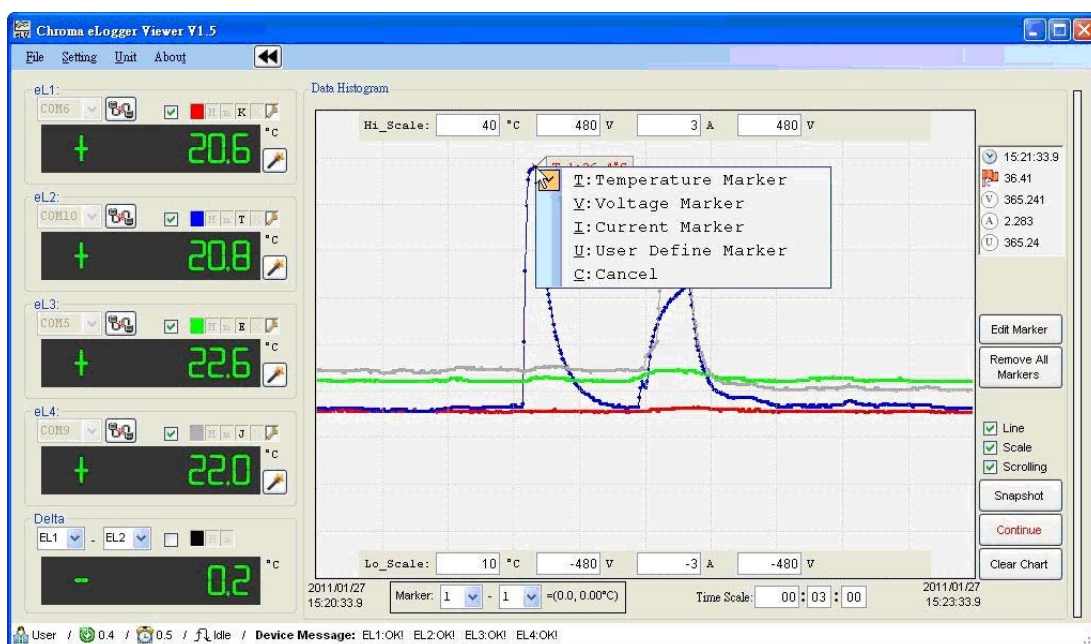 Chroma eLogger Viewer V1.5
File Setting Unit About
eL1:
COM6
K
+ 20.6 °C
eL2:
COM10
T
+ 20.8 °C
eL3:
COM5
E
+ 22.6 °C
eL4:
COM9
J
+ 22.0 °C
Delta
EL1 - EL2
- 0.2 °C
Data Histogram
Hi_Scale: 40 °C 480 V 3 A 480 V
T:Temperature Marker
V:Voltage Marker
I:Current Marker
U:User Define Marker
C:Cancel
Lo_Scale: 10 °C -480 V -3 A -480 V
2011/01/27
15:20:33.9
Marker: 1 - 1 =(0.0, 0.00°C)
Time Scale: 00 : 03 : 00
2011/01/27
15:23:33.9
15:21:33.9
36.41
V 365.241
A 2.283
U 365.24
Edit Marker
Remove All
Markers
Line
Scale
Scrolling
Snapshot
Continue
Clear Chart
User / 0.4 / 0.5 / Idle / Device Message: EL1:OK! EL2:OK! EL3:OK! EL4:OK!